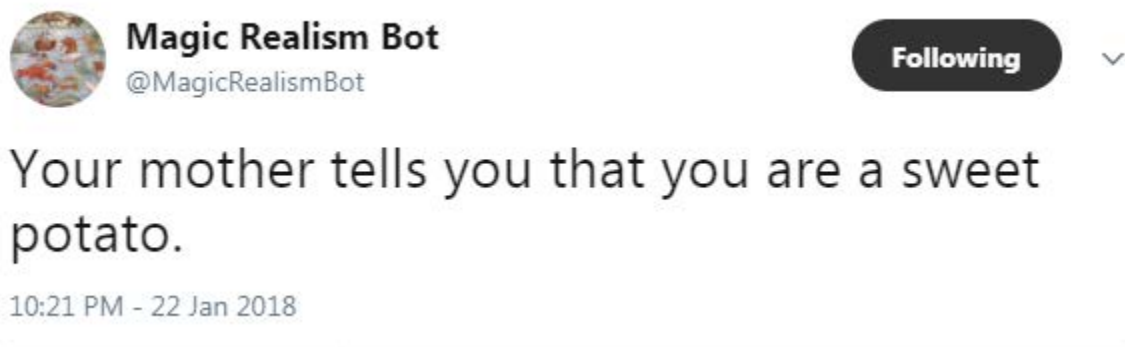 Magic Realism Bot
@MagicRealismBot
Following
Your mother tells you that you are a sweet
potato.
10:21 PM - 22 Jan 2018